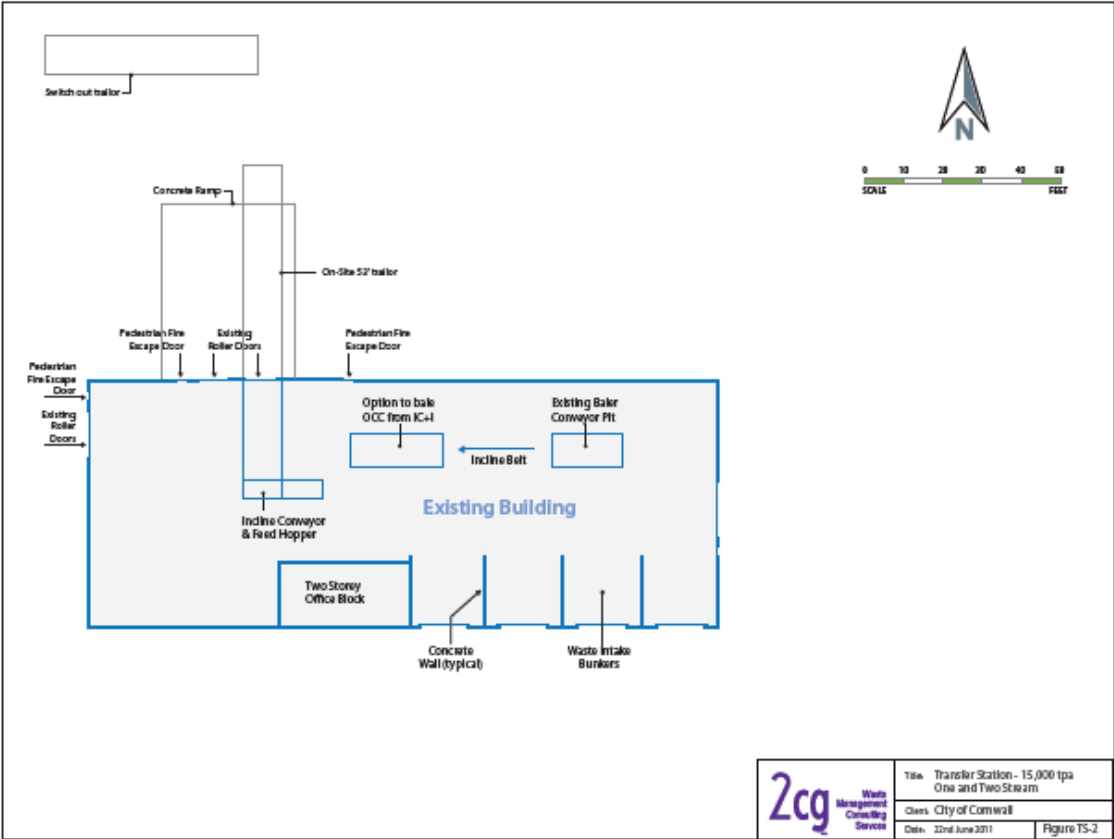 Switch out trailor
N
0 10 20 30 40 50
SCALE FEET
Concrete Ramp
On-Site 53' trailor
Pedestrian Fire
Escape Door
Existing
Roller Doors
Pedestrian Fire
Escape Door
Pedestrian
Fire Escape
Door
Existing
Roller
Doors
Option to bale
OCC from IC+I
Existing Baler
Conveyor Pit
Incline Belt
Existing Building
Incline Conveyor
& Feed Hopper
Two Storey
Office Block
Concrete
Wall (typical)
Waste Intake
Bunkers
2cg
Waste
Management
Consulting
Services
Title: Transfer Station - 15,000 tpa
One and Two Stream
Client: City of Cornwall
Date: 22nd June 2011
Figure TS-2